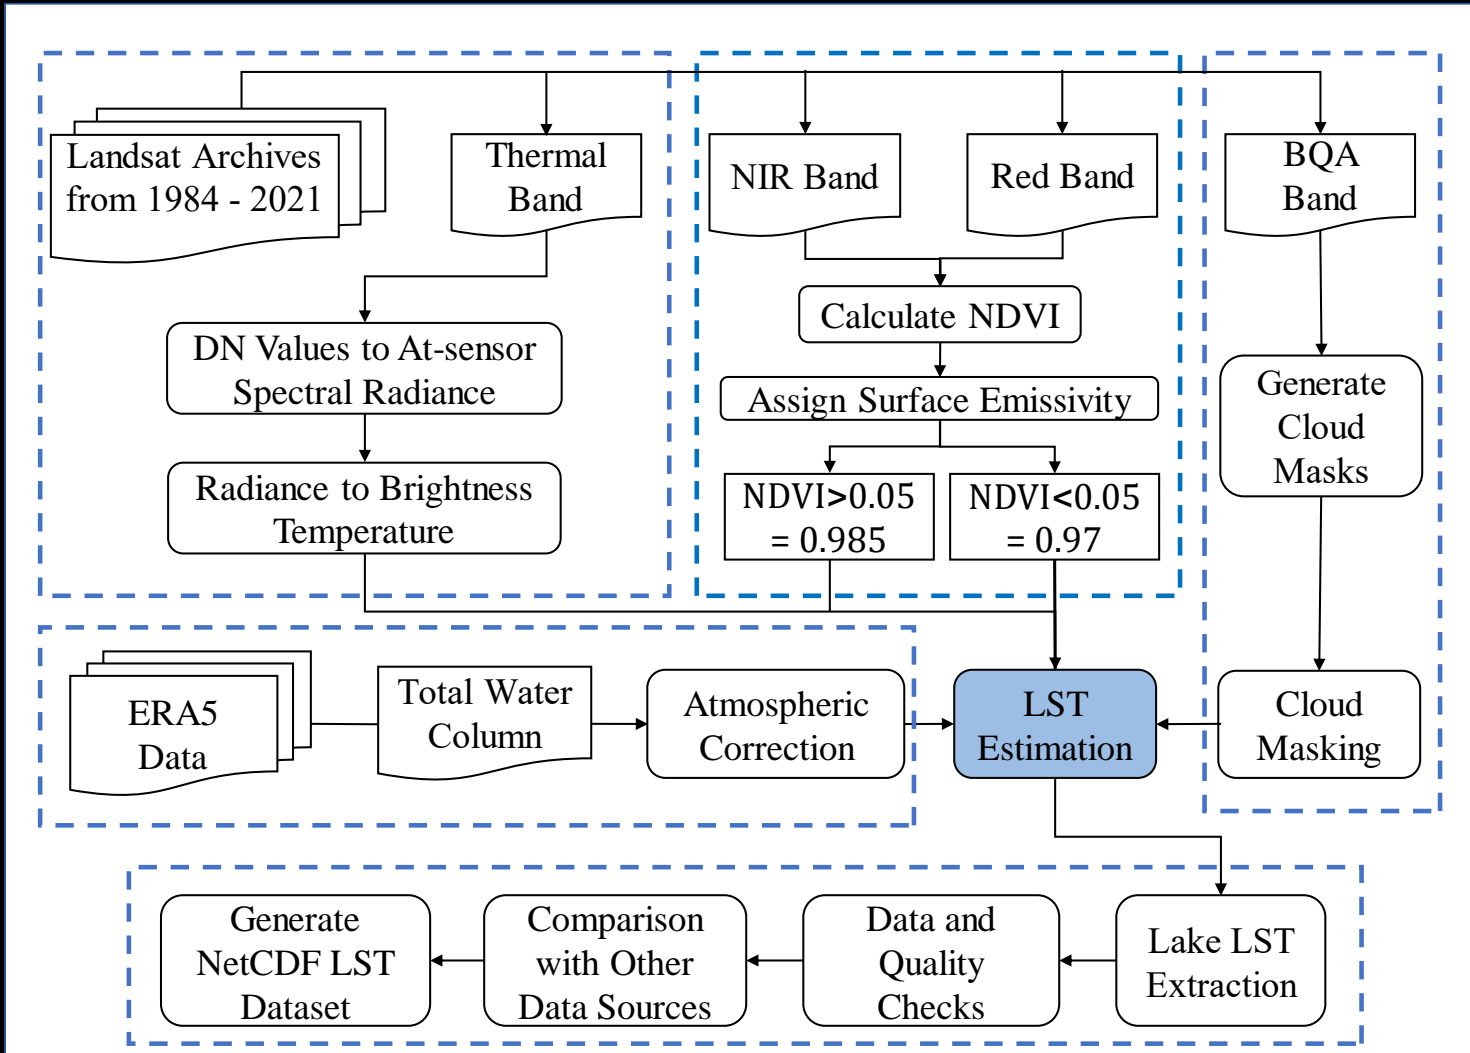 Landsat Archives
from 1984 - 2021
Thermal
Band
NIR Band
Red Band
BQA
Band
DN Values to At-sensor
Spectral Radiance
Radiance to Brightness
Temperature
Calculate NDVI
Assign Surface Emissivity
NDVI>0.05
= 0.985
NDVI<0.05
= 0.97
Generate
Cloud
Masks
ERA5
Data
Total Water
Column
Atmospheric
Correction
LST
Estimation
Cloud
Masking
Generate
NetCDF LST
Dataset
Comparison
with Other
Data Sources
Data and
Quality
Checks
Lake LST
Extraction